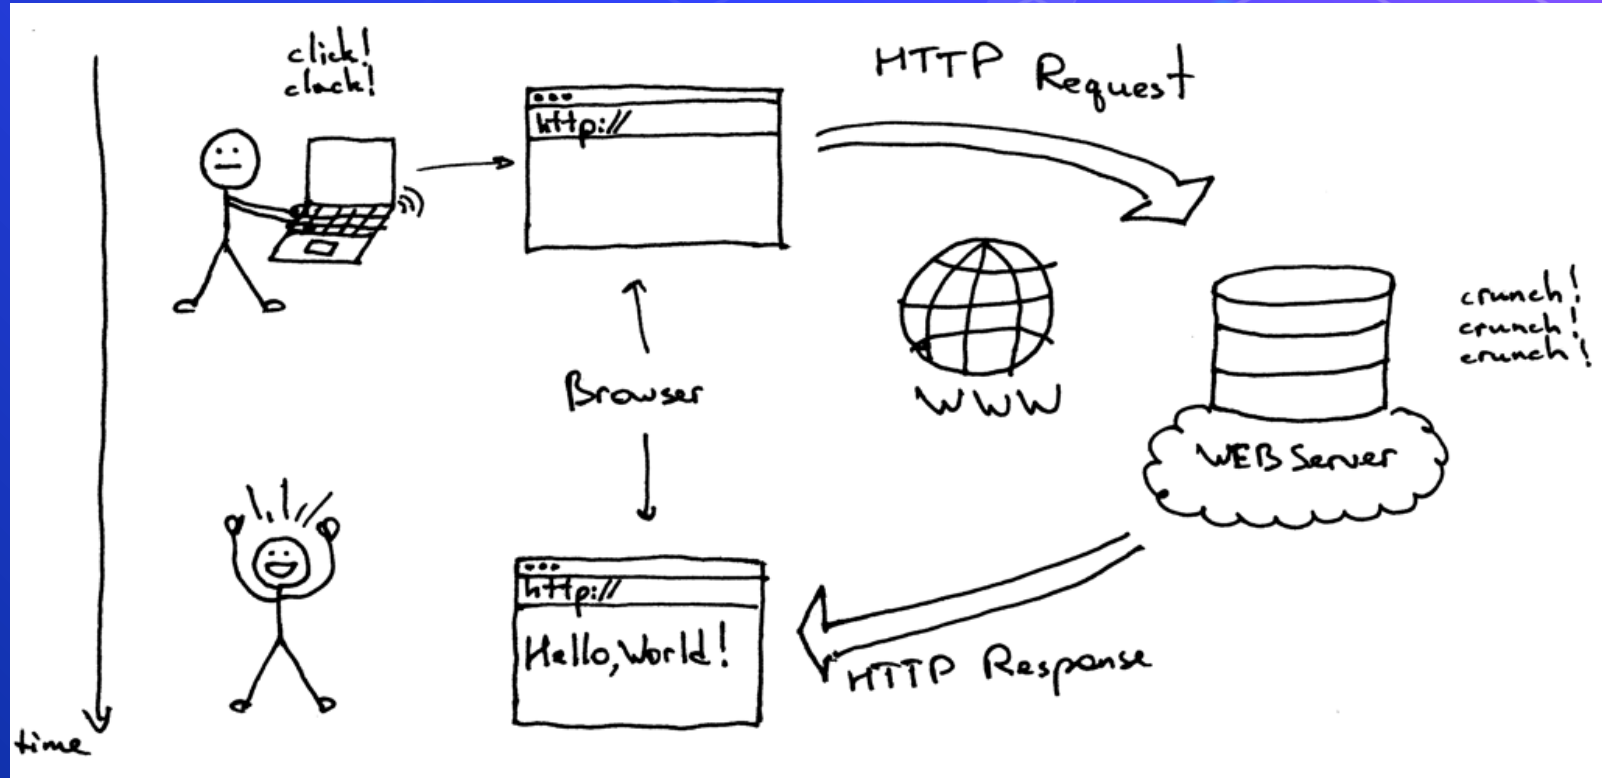 click!
clack!
HTTP Request
http://
crunch!
crunch!
crunch!
Browser
WWW
WEB Server
http://
Hello, World!
HTTP Response
time